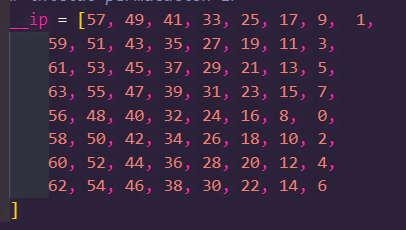 __ip = [57, 49, 41, 33, 25, 17, 9, 1,
59, 51, 43, 35, 27, 19, 11, 3,
61, 53, 45, 37, 29, 21, 13, 5,
63, 55, 47, 39, 31, 23, 15, 7,
56, 48, 40, 32, 24, 16, 8, 0,
58, 50, 42, 34, 26, 18, 10, 2,
60, 52, 44, 36, 28, 20, 12, 4,
62, 54, 46, 38, 30, 22, 14, 6
]